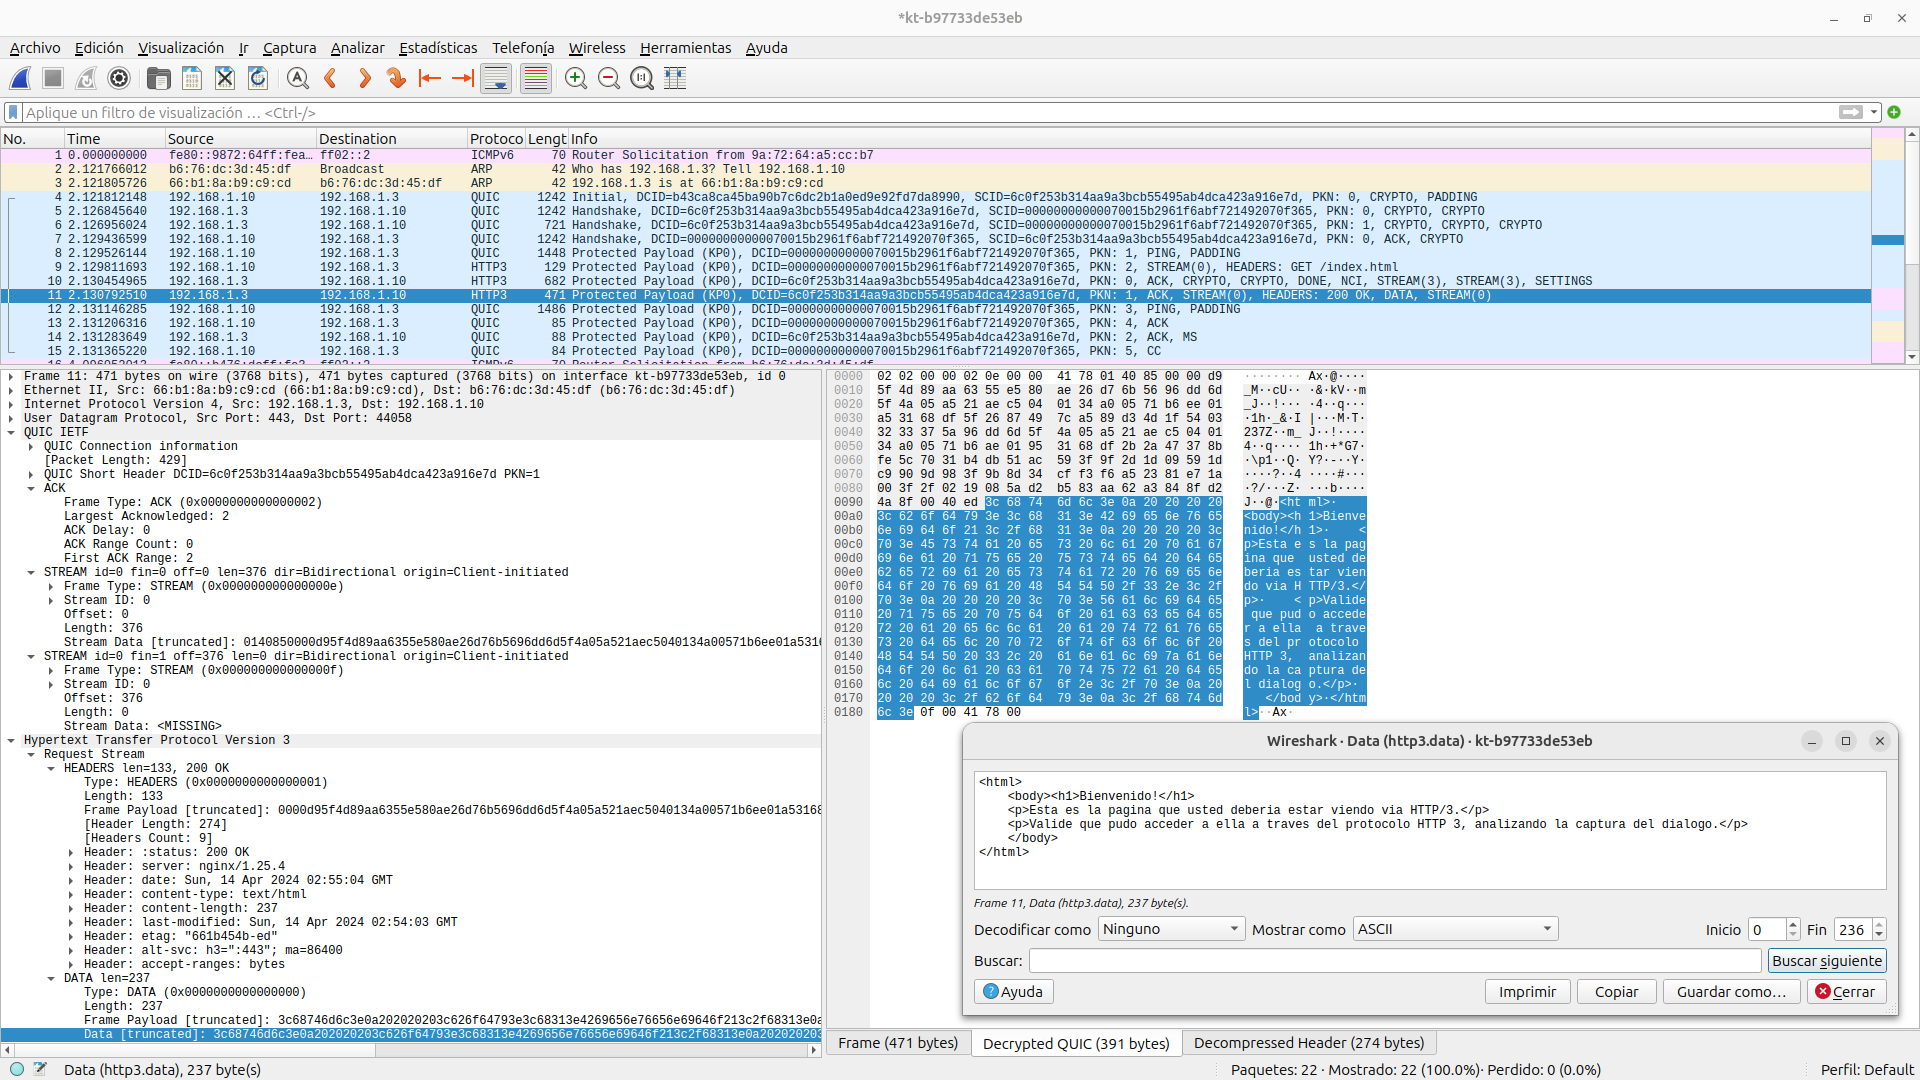 *kt-b97733de53eb
Archivo Edición Visualización Ir Captura Analizar Estadísticas Telefonía Wireless Herramientas Ayuda
Aplique un filtro de visualización … <Ctrl-/>
No. Time Source Destination Protoco Lengt Info
1 0.000000000 fe80::9872:64ff:fea… ff02::2 ICMPv6 70 Router Solicitation from 9a:72:64:a5:cc:b7
2 2.121766012 b6:76:dc:3d:45:df Broadcast ARP 42 Who has 192.168.1.3? Tell 192.168.1.10
3 2.121805726 66:b1:8a:b9:c9:cd b6:76:dc:3d:45:df ARP 42 192.168.1.3 is at 66:b1:8a:b9:c9:cd
4 2.121812148 192.168.1.10 192.168.1.3 QUIC 1242 Initial, DCID=b43ca8ca45ba90b7c6dc2b1a0ed9e92fd7da8990, SCID=6c0f253b314aa9a3bcb55495ab4dca423a916e7d, PKN: 0, CRYPTO, PADDING
5 2.126845640 192.168.1.3 192.168.1.10 QUIC 1242 Handshake, DCID=6c0f253b314aa9a3bcb55495ab4dca423a916e7d, SCID=00000000000070015b2961f6abf721492070f365, PKN: 0, CRYPTO, CRYPTO
6 2.126956024 192.168.1.3 192.168.1.10 QUIC 721 Handshake, DCID=6c0f253b314aa9a3bcb55495ab4dca423a916e7d, SCID=00000000000070015b2961f6abf721492070f365, PKN: 1, CRYPTO, CRYPTO, CRYPTO
7 2.129436599 192.168.1.10 192.168.1.3 QUIC 1242 Handshake, DCID=00000000000070015b2961f6abf721492070f365, SCID=6c0f253b314aa9a3bcb55495ab4dca423a916e7d, PKN: 0, ACK, CRYPTO
8 2.129526144 192.168.1.10 192.168.1.3 QUIC 1448 Protected Payload (KP0), DCID=00000000000070015b2961f6abf721492070f365, PKN: 1, PING, PADDING
9 2.129811693 192.168.1.10 192.168.1.3 HTTP3 129 Protected Payload (KP0), DCID=00000000000070015b2961f6abf721492070f365, PKN: 2, STREAM(0), HEADERS: GET /index.html
10 2.130454965 192.168.1.3 192.168.1.10 HTTP3 682 Protected Payload (KP0), DCID=6c0f253b314aa9a3bcb55495ab4dca423a916e7d, PKN: 0, ACK, CRYPTO, CRYPTO, DONE, NCI, STREAM(3), STREAM(3), SETTINGS
11 2.130792510 192.168.1.3 192.168.1.10 HTTP3 471 Protected Payload (KP0), DCID=6c0f253b314aa9a3bcb55495ab4dca423a916e7d, PKN: 1, ACK, STREAM(0), HEADERS: 200 OK, DATA, STREAM(0)
12 2.131146285 192.168.1.10 192.168.1.3 QUIC 1486 Protected Payload (KP0), DCID=00000000000070015b2961f6abf721492070f365, PKN: 3, PING, PADDING
13 2.131206316 192.168.1.10 192.168.1.3 QUIC 85 Protected Payload (KP0), DCID=00000000000070015b2961f6abf721492070f365, PKN: 4, ACK
14 2.131283649 192.168.1.3 192.168.1.10 QUIC 88 Protected Payload (KP0), DCID=6c0f253b314aa9a3bcb55495ab4dca423a916e7d, PKN: 2, ACK, MS
15 2.131365220 192.168.1.10 192.168.1.3 QUIC 84 Protected Payload (KP0), DCID=00000000000070015b2961f6abf721492070f365, PKN: 5, CC
Frame 11: 471 bytes on wire (3768 bits), 471 bytes captured (3768 bits) on interface kt-b97733de53eb, id 0
Ethernet II, Src: 66:b1:8a:b9:c9:cd (66:b1:8a:b9:c9:cd), Dst: b6:76:dc:3d:45:df (b6:76:dc:3d:45:df)
Internet Protocol Version 4, Src: 192.168.1.3, Dst: 192.168.1.10
User Datagram Protocol, Src Port: 443, Dst Port: 44058
QUIC IETF
QUIC Connection information
[Packet Length: 429]
QUIC Short Header DCID=6c0f253b314aa9a3bcb55495ab4dca423a916e7d PKN=1
ACK
Frame Type: ACK (0x0000000000000002)
Largest Acknowledged: 2
ACK Delay: 0
ACK Range Count: 0
First ACK Range: 2
STREAM id=0 fin=0 off=0 len=376 dir=Bidirectional origin=Client-initiated
Frame Type: STREAM (0x000000000000000e)
Stream ID: 0
Offset: 0
Length: 376
Stream Data [truncated]: 0140850000d95f4d89aa6355e580ae26d76b5696dd6d5f4a05a521aec5040134a00571b6ee01a5316
STREAM id=0 fin=1 off=376 len=0 dir=Bidirectional origin=Client-initiated
Frame Type: STREAM (0x000000000000000f)
Stream ID: 0
Offset: 376
Length: 0
Stream Data: <MISSING>
Hypertext Transfer Protocol Version 3
Request Stream
HEADERS len=133, 200 OK
Type: HEADERS (0x0000000000000001)
Length: 133
Frame Payload [truncated]: 0000d95f4d89aa6355e580ae26d76b5696dd6d5f4a05a521aec5040134a00571b6ee01a53168
[Header Length: 274]
[Headers Count: 9]
Header: :status: 200 OK
Header: server: nginx/1.25.4
Header: date: Sun, 14 Apr 2024 02:55:04 GMT
Header: content-type: text/html
Header: content-length: 237
Header: last-modified: Sun, 14 Apr 2024 02:54:03 GMT
Header: etag: "661b454b-ed"
Header: alt-svc: h3=":443"; ma=86400
Header: accept-ranges: bytes
DATA len=237
Type: DATA (0x0000000000000000)
Length: 237
Frame Payload [truncated]: 3c68746d6c3e0a202020203c626f64793e3c68313e4269656e76656e69646f213c2f68313e0a
Data [truncated]: 3c68746d6c3e0a202020203c626f64793e3c68313e4269656e76656e69646f213c2f68313e0a202020203
0000 02 02 00 00 02 0e 00 00 41 78 01 40 85 00 00 d9 ········Ax·@····
0010 5f 4d 89 aa 63 55 e5 80 ae 26 d7 6b 56 96 dd 6d _M··cU···&·kV··m
0020 5f 4a 05 a5 21 ae c5 04 01 34 a0 05 71 b6 ee 01 _J··!····4··q···
0030 a5 31 68 df 5f 26 87 49 7c a5 89 d3 4d 1f 54 03 ·1h·_&·I|···M·T·
0040 32 33 37 5a 96 dd 6d 5f 4a 05 a5 21 ae c5 04 01 237Z··m_J··!····
0050 34 a0 05 71 b6 ae 01 95 31 68 df 2b 2a 47 37 8b 4··q····1h·+*G7·
0060 fe 5c 70 31 b4 db 51 ac 59 3f 9f 2d 1d 09 59 1d ·\p1··Q·Y?·-··Y·
0070 c9 90 9d 98 3f 9b 8d 34 cf f3 f6 a5 23 81 e7 1a ····?··4····#···
0080 00 3f 2f 02 19 08 5a d2 b5 83 aa 62 a3 84 8f d2 ·?/···Z····b····
0090 4a 8f 00 40 ed 3c 68 74 6d 6c 3e 0a 20 20 20 20 J··@·<html>·
00a0 3c 62 6f 64 79 3e 3c 68 31 3e 42 69 65 6e 76 65 <body><h1>Bienve
00b0 6e 69 64 6f 21 3c 2f 68 31 3e 0a 20 20 20 20 3c nido!</h1>·    <
00c0 70 3e 45 73 74 61 20 65 73 20 6c 61 20 70 61 67 p>Esta es la pag
00d0 69 6e 61 20 71 75 65 20 75 73 74 65 64 20 64 65 ina que usted de
00e0 62 65 72 69 61 20 65 73 74 61 72 20 76 69 65 6e beria estar vien
00f0 64 6f 20 76 69 61 20 48 54 54 50 2f 33 2e 3c 2f do via HTTP/3.</
0100 70 3e 0a 20 20 20 20 3c 70 3e 56 61 6c 69 64 65 p>·    <p>Valide
0110 20 71 75 65 20 70 75 64 6f 20 61 63 63 65 64 65 que pudo accede
0120 72 20 61 20 65 6c 6c 61 20 61 20 74 72 61 76 65 r a ella a trave
0130 73 20 64 65 6c 20 70 72 6f 74 6f 63 6f 6c 6f 20 s del protocolo
0140 48 54 54 50 20 33 2c 20 61 6e 61 6c 69 7a 61 6e HTTP 3, analizan
0150 64 6f 20 6c 61 20 63 61 70 74 75 72 61 20 64 65 do la captura de
0160 6c 20 64 69 61 6c 6f 67 6f 2e 3c 2f 70 3e 0a 20 l dialogo.</p>·
0170 20 20 20 3c 2f 62 6f 64 79 3e 0a 3c 2f 68 74 6d </body>·</htm
0180 6c 3e 0f 00 41 78 00 l>··Ax·
Wireshark · Data (http3.data) · kt-b97733de53eb
<html>
<body><h1>Bienvenido!</h1>
<p>Esta es la pagina que usted deberia estar viendo via HTTP/3.</p>
<p>Valide que pudo acceder a ella a traves del protocolo HTTP 3, analizando la captura del dialogo.</p>
</body>
</html>
Frame 11, Data (http3.data), 237 byte(s).
Decodificar como Ninguno Mostrar como ASCII Inicio 0 Fin 236
Buscar: Buscar siguiente
Ayuda Imprimir Copiar Guardar como… Cerrar
Frame (471 bytes) Decrypted QUIC (391 bytes) Decompressed Header (274 bytes)
Data (http3.data), 237 byte(s) Paquetes: 22 · Mostrado: 22 (100.0%) · Perdido: 0 (0.0%) Perfil: Default